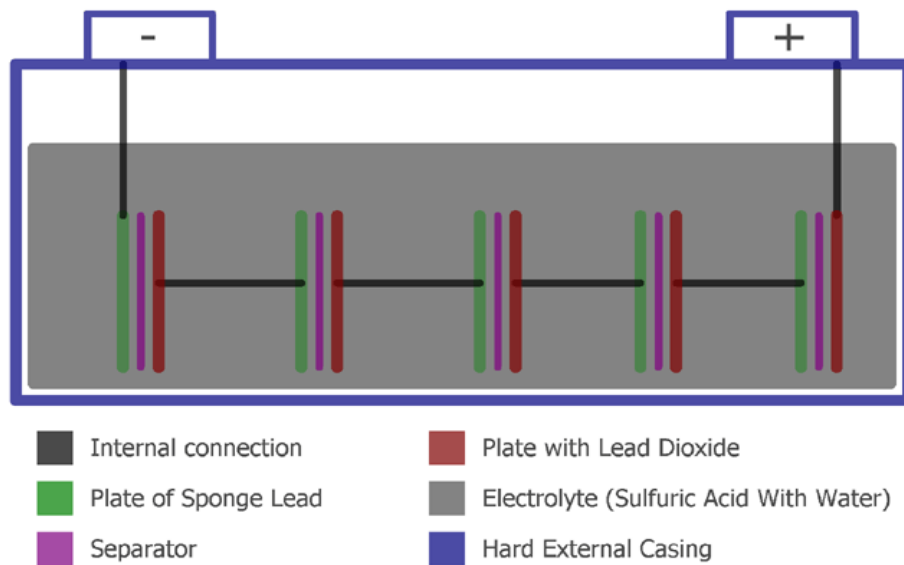 -
+
Internal connection
Plate with Lead Dioxide
Plate of Sponge Lead
Electrolyte (Sulfuric Acid With Water)
Separator
Hard External Casing